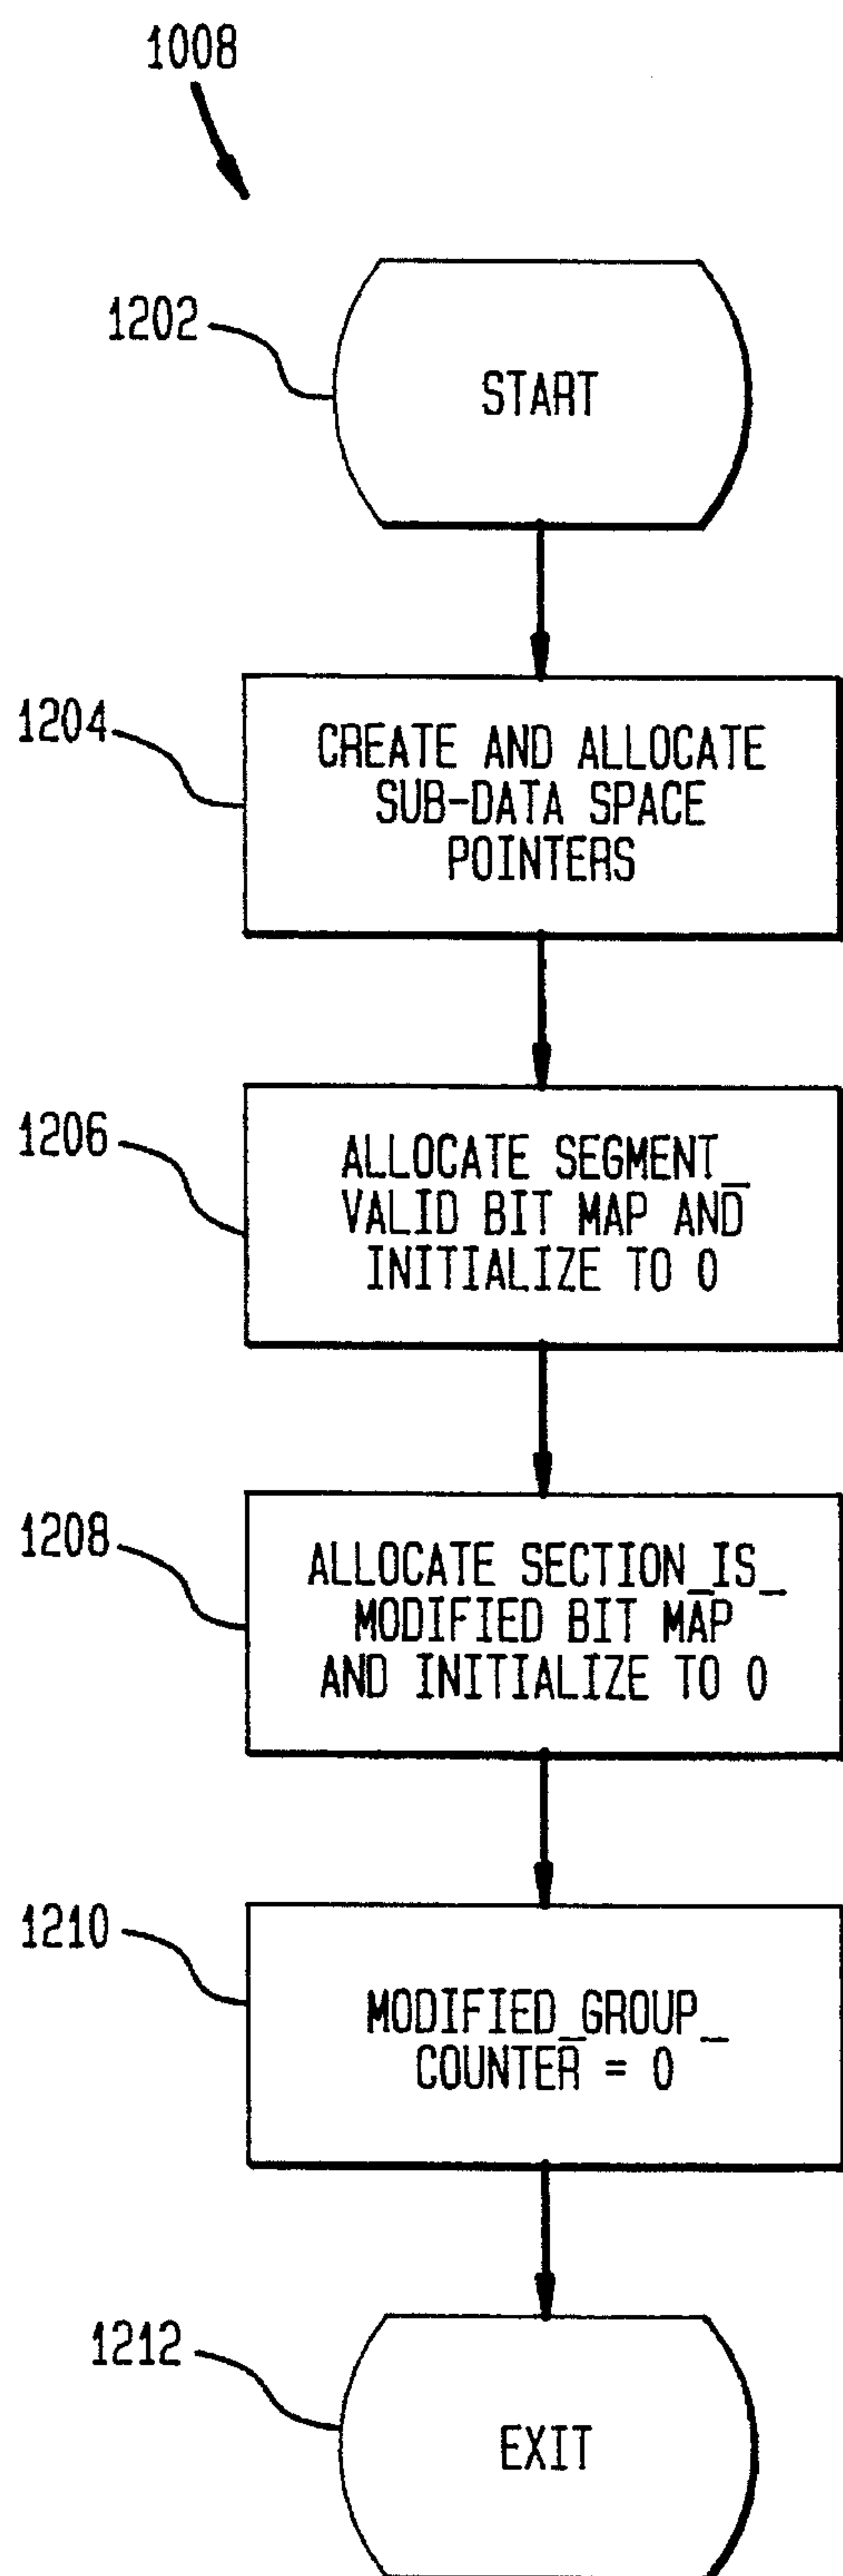 1008
1202
START
1204
CREATE AND ALLOCATE
SUB-DATA SPACE
POINTERS
1206
ALLOCATE SEGMENT_
VALID BIT MAP AND
INITIALIZE TO 0
1208
ALLOCATE SECTION_IS_
MODIFIED BIT MAP
AND INITIALIZE TO 0
1210
MODIFIED_GROUP_
COUNTER = 0
1212
EXIT